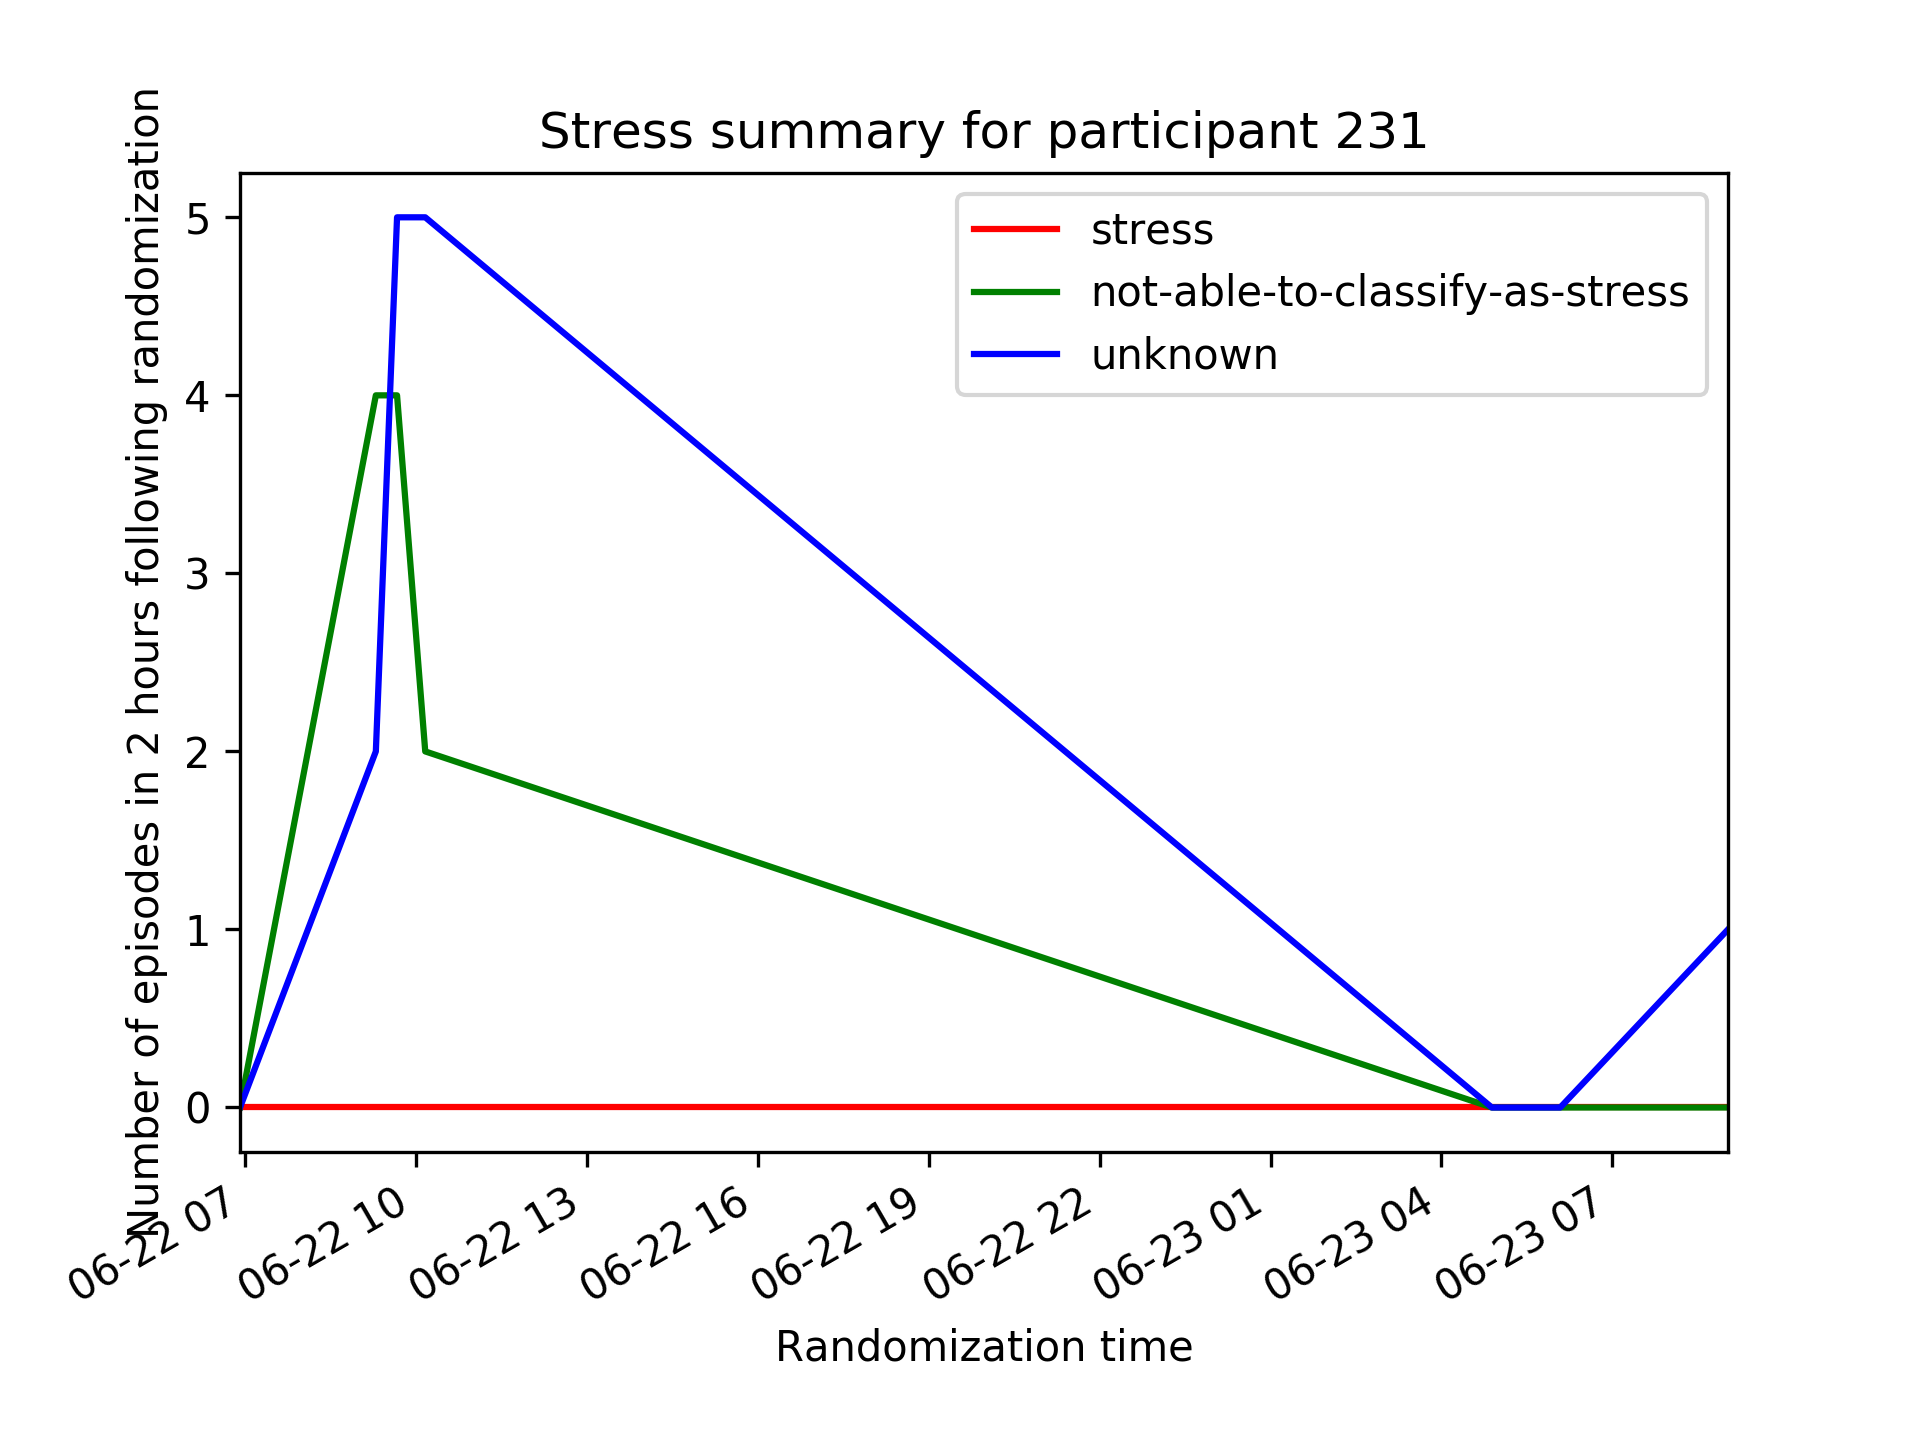 Stress summary for participant 231
Number of episodes in 2 hours following randomization
5
4
3
2
1
0
stress
not-able-to-classify-as-stress
unknown
06-22 07
06-22 10
06-22 13
06-22 16
06-22 19
06-22 22
06-23 01
06-23 04
06-23 07
Randomization time